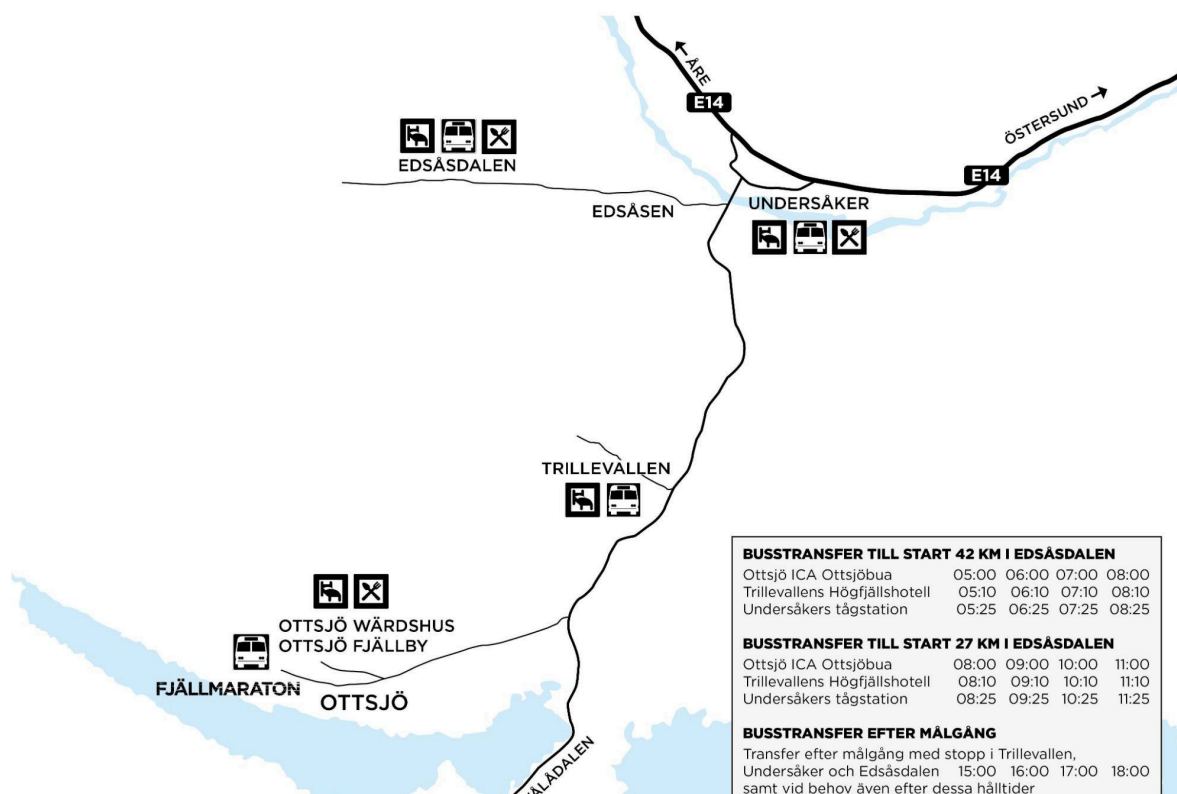 ← ÅRE
E14
ÖSTERSUND →
E14
EDSÅSDALEN
EDSÅSEN
UNDERSÅKER
TRILLEVALLEN
OTTSJÖ WÄRDSHUS
OTTSJÖ FJÄLLBY
FJÄLLMARATON
OTTSJÖ
BUSSTRANSFER TILL START 42 KM I EDSÅSDALEN
Ottsjö ICA Ottsjöbua 05:00 06:00 07:00 08:00
Trillevallens Högfjällshotell 05:10 06:10 07:10 08:10
Undersåkers tågstation 05:25 06:25 07:25 08:25
BUSSTRANSFER TILL START 27 KM I EDSÅSDALEN
Ottsjö ICA Ottsjöbua 08:00 09:00 10:00 11:00
Trillevallens Högfjällshotell 08:10 09:10 10:10 11:10
Undersåkers tågstation 08:25 09:25 10:25 11:25
BUSSTRANSFER EFTER MÅLGÅNG
Transfer efter målgång med stopp i Trillevallen,
Undersåker och Edsåsdalen 15:00 16:00 17:00 18:00
samt vid behov även efter dessa hålltider